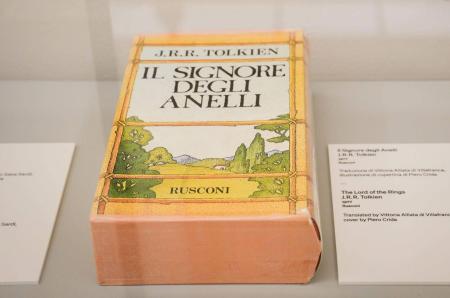 J.R.R. TOLKIEN
IL SIGNORE
DEGLI
ANELLI
RUSCONI
Il Signore degli Anelli
J.R.R. Tolkien
Rusconi
Traduzione di Vittoria Alliata di Villafranca,
illustrazione di copertina di Piero Crida
The Lord of the Rings
J.R.R. Tolkien
Rusconi
Translated by Vittoria Alliata di Villafranca
cover by Piero Crida